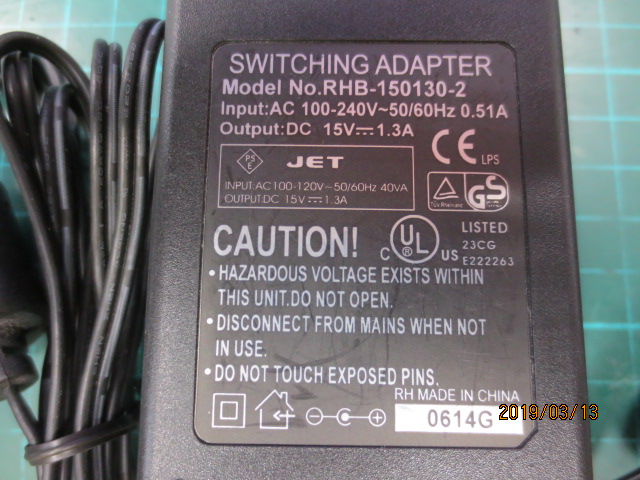 SWITCHING ADAPTER
Model No.RHB-150130-2
Input:AC 100-240V~50/60Hz 0.51A
Output:DC 15V⎓1.3A
CE LPS
PS E JET
INPUT:AC100-120V~50/60Hz 40VA
OUTPUT:DC 15V⎓1.3A
TÜV Rheinland GS
CAUTION!
C UL US LISTED
23CG
E222263
• HAZARDOUS VOLTAGE EXISTS WITHIN
THIS UNIT.DO NOT OPEN.
• DISCONNECT FROM MAINS WHEN NOT
IN USE.
• DO NOT TOUCH EXPOSED PINS.
RH MADE IN CHINA
0614G
2019/03/13